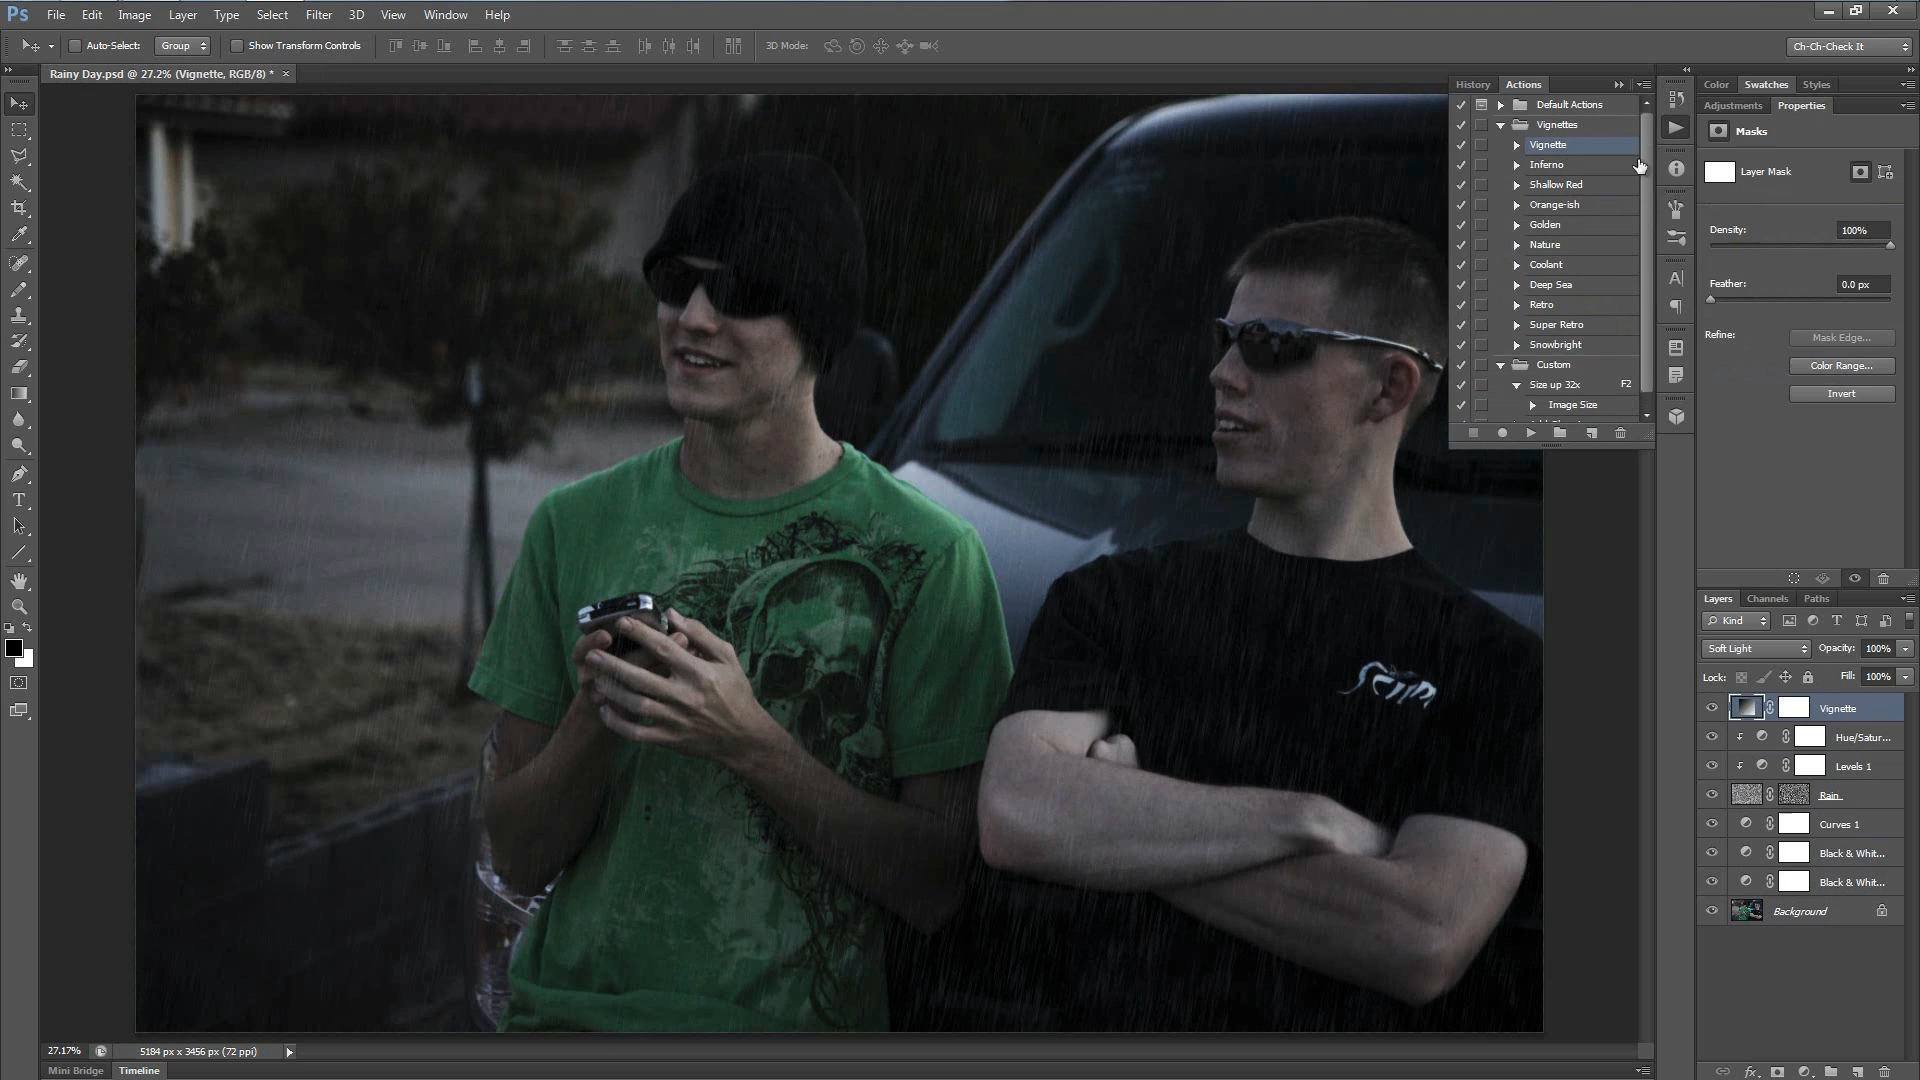 Ps File Edit Image Layer Type Select Filter 3D View Window Help
Auto-Select: Group Show Transform Controls 3D Mode: Ch-Ch-Check It
Rainy Day.psd @ 27.2% (Vignette, RGB/8) * ×
History Actions
Default Actions
Vignettes
Vignette
Inferno
Shallow Red
Orange-ish
Golden
Nature
Coolant
Deep Sea
Retro
Super Retro
Snowbright
Custom
Size up 32x F2
Image Size
Color Swatches Styles
Adjustments Properties
Masks
Layer Mask
Density: 100%
Feather: 0.0 px
Refine: Mask Edge...
Color Range...
Invert
Layers Channels Paths
Kind
Soft Light Opacity: 100%
Lock: Fill: 100%
Vignette
Hue/Satur...
Levels 1
Rain
Curves 1
Black & Whit...
Black & Whit...
Background
27.17% 5184 px x 3456 px (72 ppi)
Mini Bridge Timeline